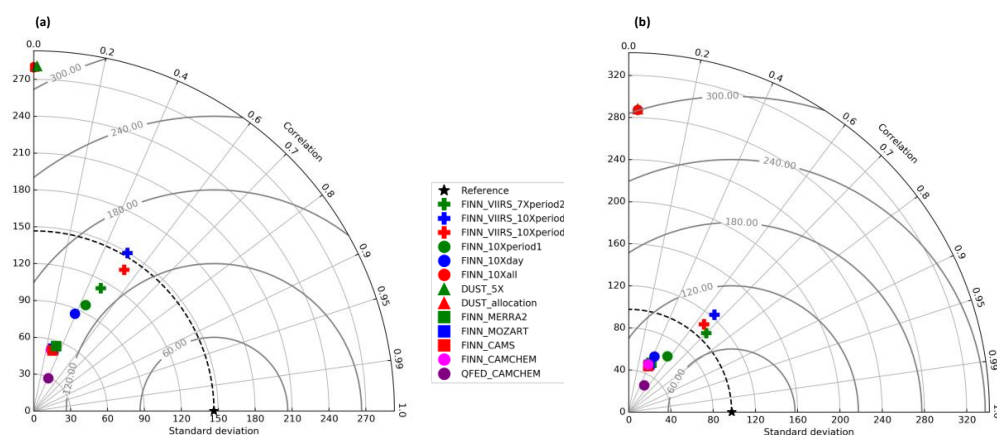 (a)
0.0
0.2
0.4
0.6
0.7
0.8
0.9
0.95
0.99
1.0
Correlation
300.00
240.00
180.00
120.00
60.00
270
240
210
180
150
120
90
60
30
0
0 30 60 90 120 150 180 210 240 270
Standard deviation
Reference
FINN_VIIRS_7Xperiod2
FINN_VIIRS_10Xperiod
FINN_VIIRS_10Xperiod
FINN_10Xperiod1
FINN_10Xday
FINN_10Xall
DUST_5X
DUST_allocation
FINN_MERRA2
FINN_MOZART
FINN_CAMS
FINN_CAMCHEM
QFED_CAMCHEM
(b)
0.0
0.2
0.4
0.6
0.7
0.8
0.9
0.95
0.99
Correlation
300.00
240.00
180.00
120.00
60.00
320
280
240
200
160
120
80
40
0
0 40 80 120 160 200 240 280 320
Standard deviation